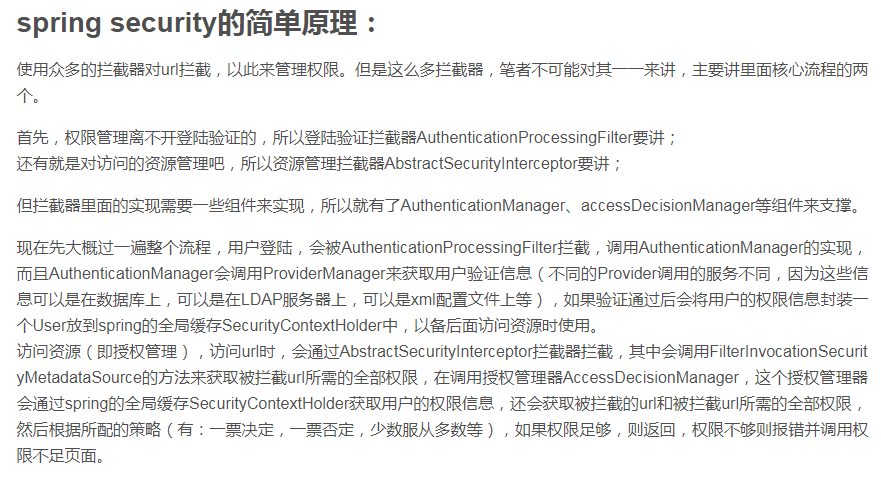 spring security的简单原理：
使用众多的拦截器对url拦截，以此来管理权限。但是这么多拦截器，笔者不可能对其一一来讲，主要讲里面核心流程的两
个。
首先，权限管理离不开登陆验证的，所以登陆验证拦截器AuthenticationProcessingFilter要讲；
还有就是对访问的资源管理吧，所以资源管理拦截器AbstractSecurityInterceptor要讲；
但拦截器里面的实现需要一些组件来实现，所以就有了AuthenticationManager、accessDecisionManager等组件来支撑。
现在先大概过一遍整个流程，用户登陆，会被AuthenticationProcessingFilter拦截，调用AuthenticationManager的实现，
而且AuthenticationManager会调用ProviderManager来获取用户验证信息（不同的Provider调用的服务不同，因为这些信
息可以是在数据库上，可以是在LDAP服务器上，可以是xml配置文件上等），如果验证通过后会将用户的权限信息封装一
个User放到spring的全局缓存SecurityContextHolder中，以备后面访问资源时使用。
访问资源（即授权管理），访问url时，会通过AbstractSecurityInterceptor拦截器拦截，其中会调用FilterInvocationSecurit
yMetadataSource的方法来获取被拦截url所需的全部权限，在调用授权管理器AccessDecisionManager，这个授权管理器
会通过spring的全局缓存SecurityContextHolder获取用户的权限信息，还会获取被拦截的url和被拦截url所需的全部权限，
然后根据所配的策略（有：一票决定，一票否定，少数服从多数等），如果权限足够，则返回，权限不够则报错并调用权
限不足页面。